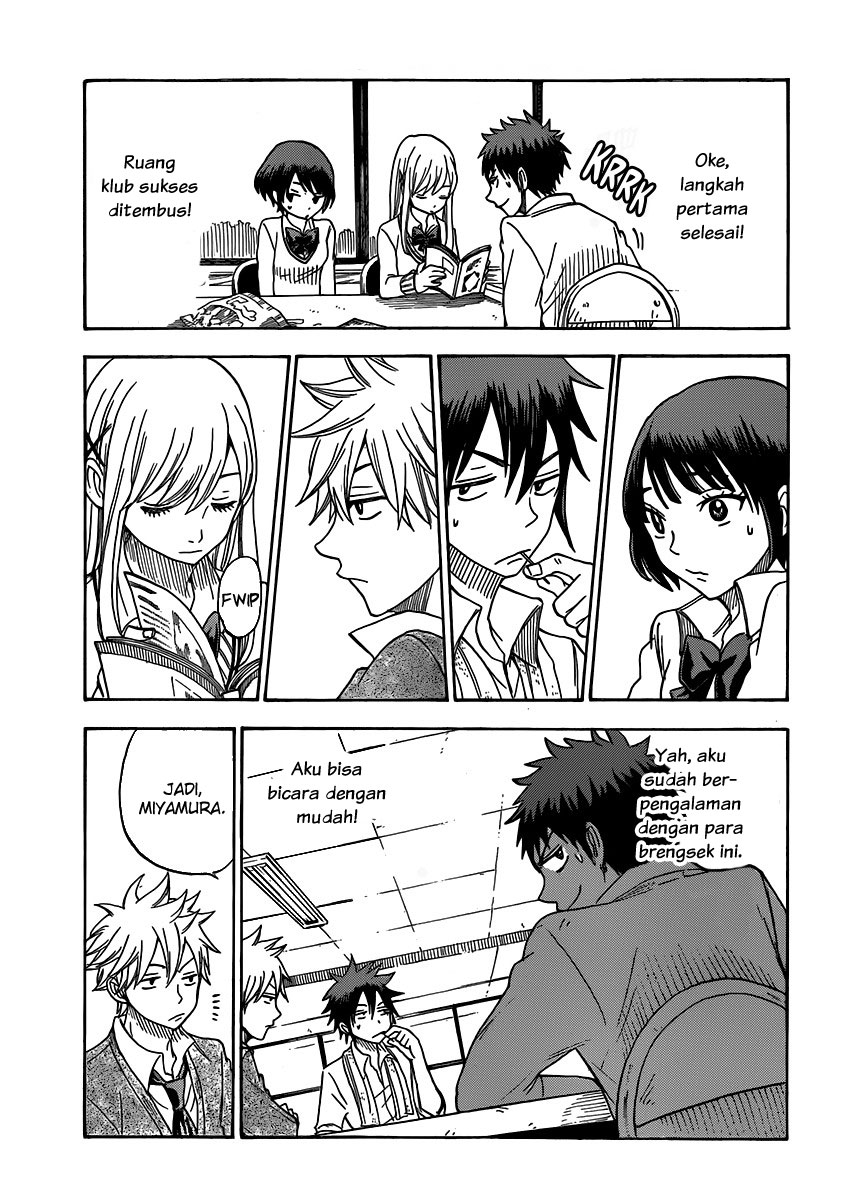 Oke,
langkah
pertama
selesai!
KRRK
Ruang
klub sukses
ditembus!
FWIP
Yah, aku
sudah ber-
pengalaman
dengan para
brengsek ini.
Aku bisa
bicara dengan
mudah!
JADI,
MIYAMURA.